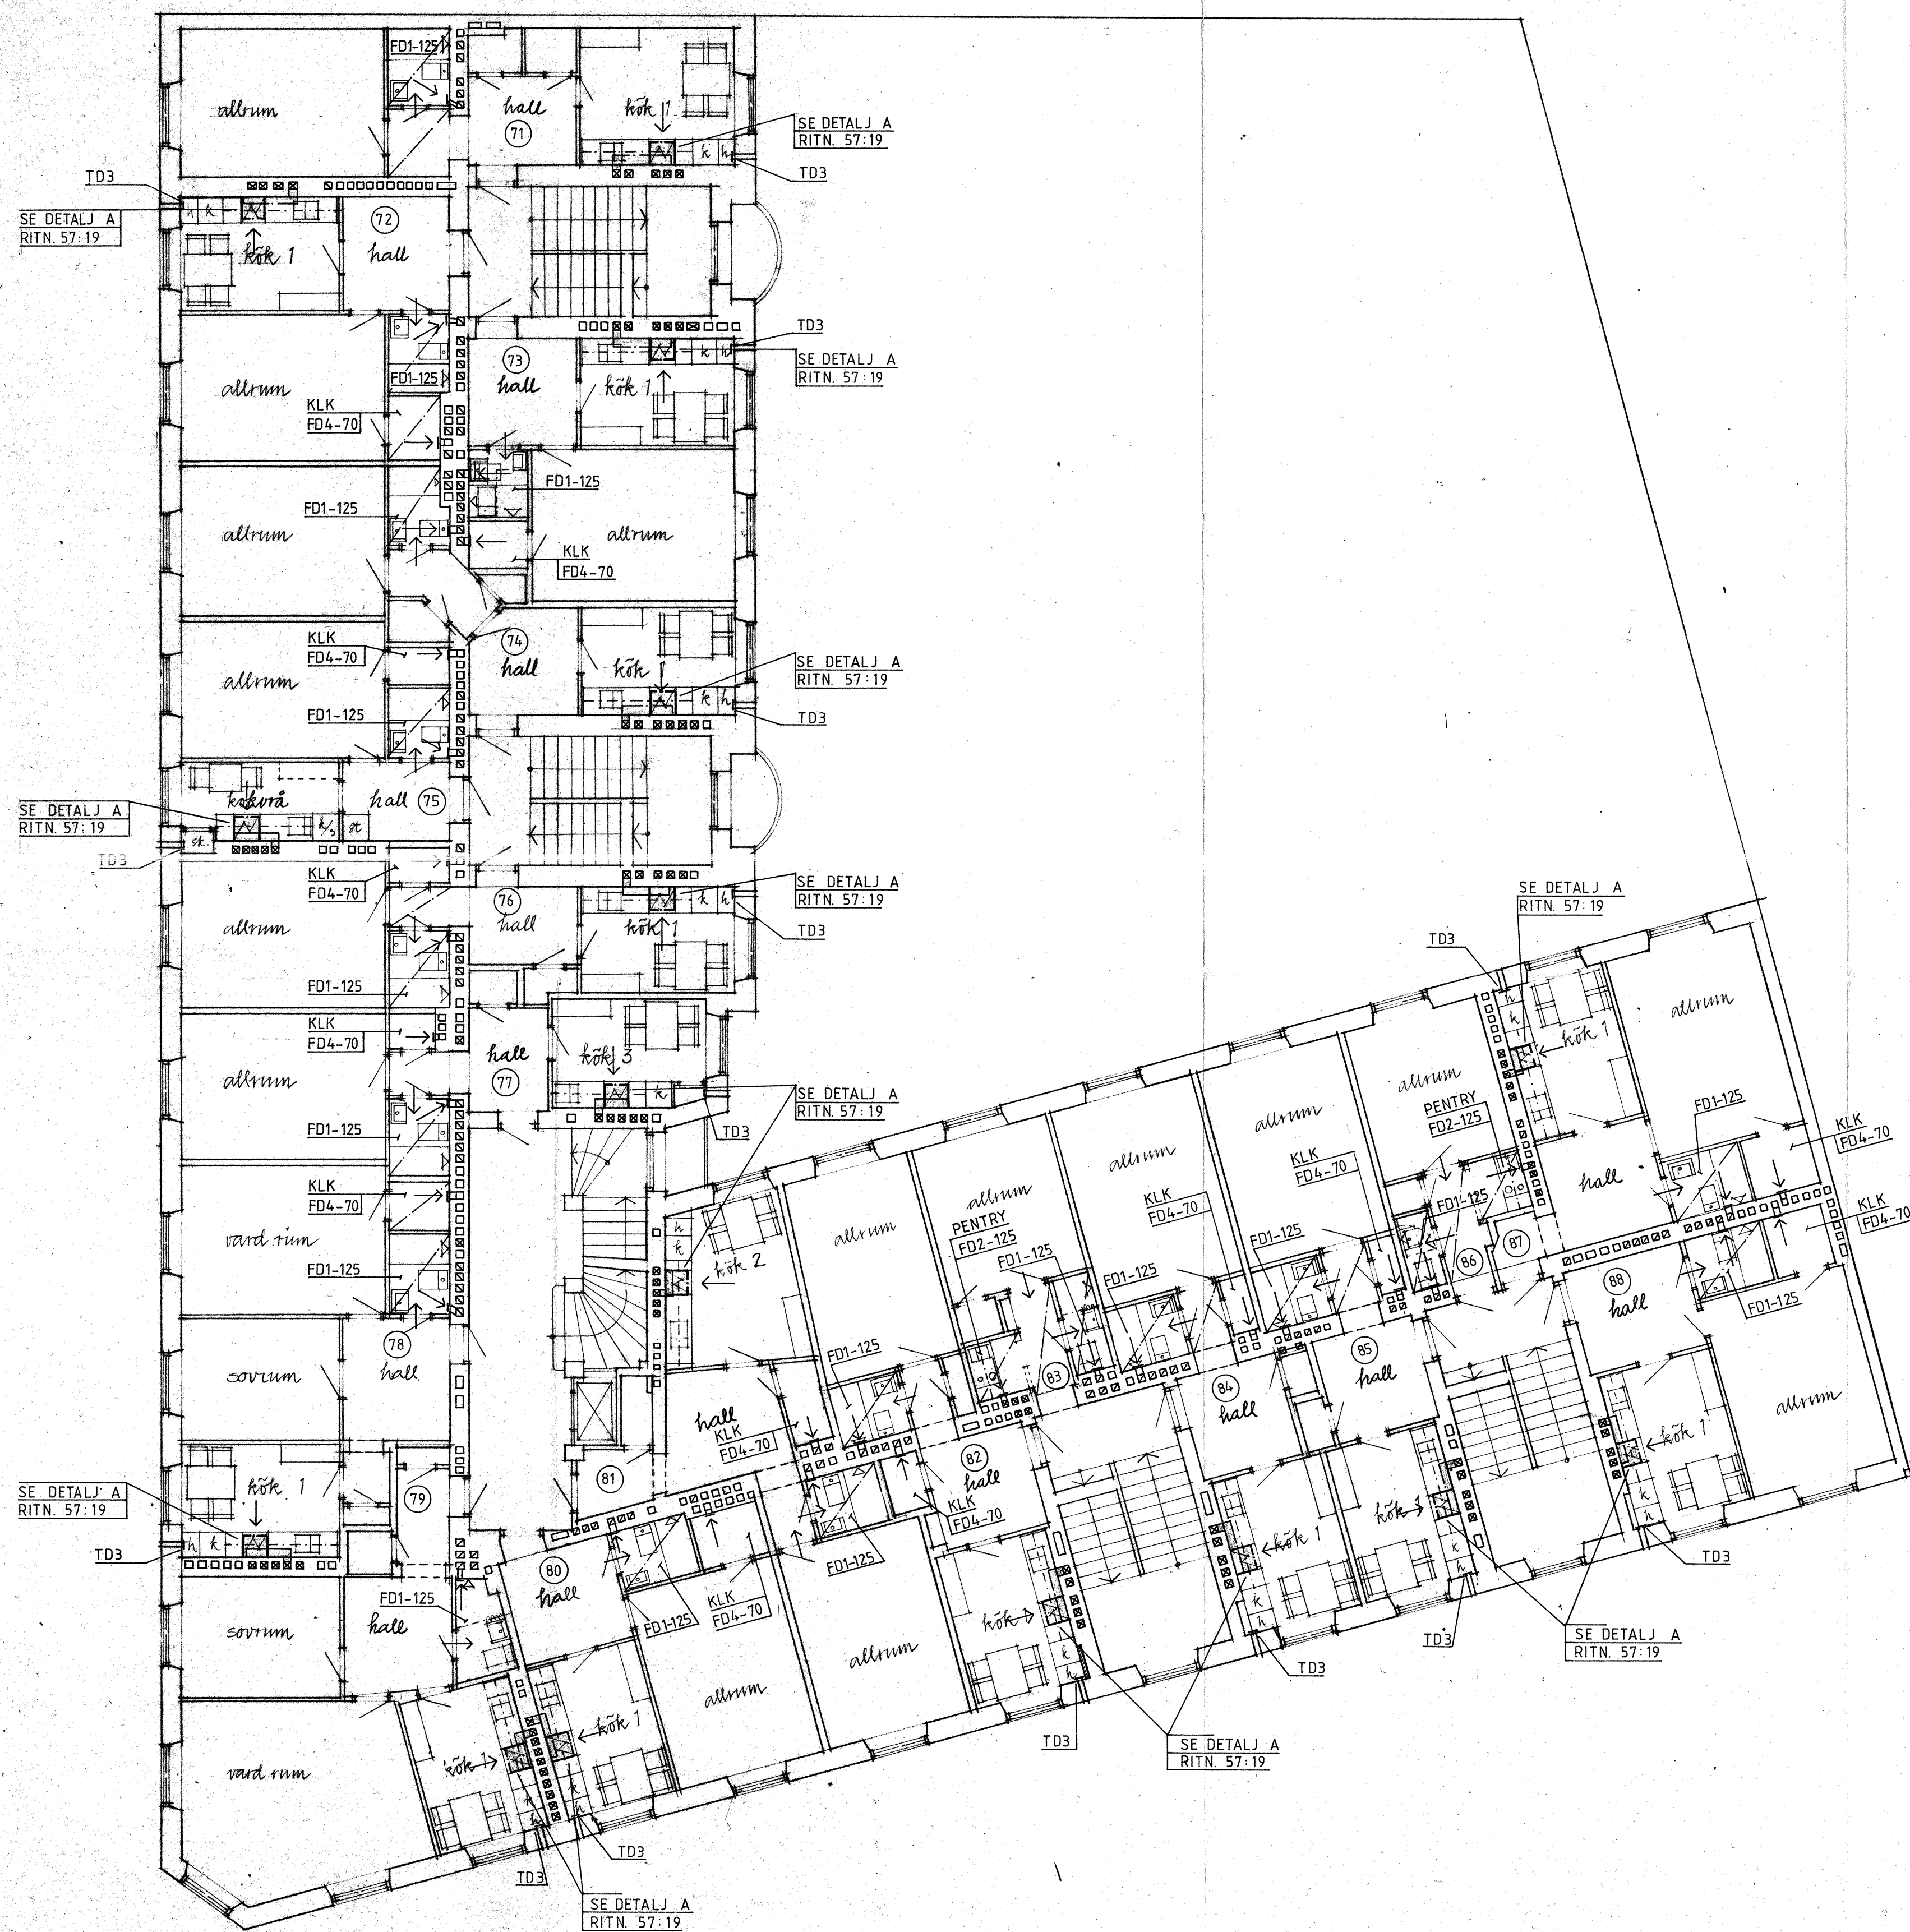 FD1-125
allrum
hall
71
kök 1
SE DETALJ A
RITN. 57:19
TD3
k h
TD3
SE DETALJ A
RITN. 57:19
h k
72
kök 1
hall
TD3
SE DETALJ A
RITN. 57:19
k h
73
hall
kök 1
FD1-125
allrum
KLK
FD4-70
FD1-125
FD1-125
allrum
allrum
KLK
FD4-70
KLK
FD4-70
74
hall
kök 1
SE DETALJ A
RITN. 57:19
k h
TD3
allrum
FD1-125
SE DETALJ A
RITN. 57:19
kokvrå
hall
75
k/s
st
sk.
TD3
KLK
FD4-70
76
hall
SE DETALJ A
RITN. 57:19
k h
kök 1
TD3
allrum
FD1-125
KLK
FD4-70
hall
77
kök 3
k
SE DETALJ A
RITN. 57:19
TD3
allrum
FD1-125
KLK
FD4-70
vard.rum
FD1-125
78
hall
sovrum
kök 1
79
SE DETALJ A
RITN. 57:19
h k
TD3
FD1-125
hall
sovrum
vard.rum
kök 1
k
h
TD3
SE DETALJ A
RITN. 57:19
80
hall
FD1-125
KLK
FD4-70
kök 1
k
h
TD3
allrum
81
hall
KLK
FD4-70
h
k
kök 2
allrum
FD1-125
FD1-125
82
hall
KLK
FD4-70
allrum
kök 1
k
h
TD3
SE DETALJ A
RITN. 57:19
allrum
PENTRY
FD2-125
FD1-125
83
allrum
KLK
FD4-70
FD1-125
84
hall
kök 1
k
h
TD3
allrum
KLK
FD4-70
FD1-125
85
hall
kök 1
k
h
TD3
SE DETALJ A
RITN. 57:19
allrum
PENTRY
FD2-125
FD1-125
86
87
SE DETALJ A
RITN. 57:19
TD3
h
k
kök 1
allrum
FD1-125
KLK
FD4-70
hall
KLK
FD4-70
88
hall
FD1-125
kök 1
k
h
TD3
allrum